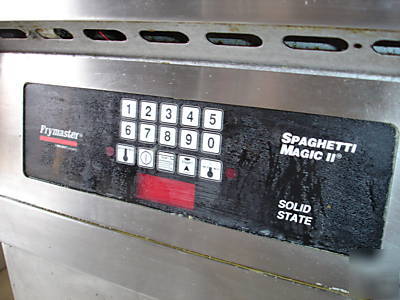 1 2 3 4 5
6 7 8 9 0
Frymaster®
SPAGHETTI
MAGIC II®
SOLID
STATE